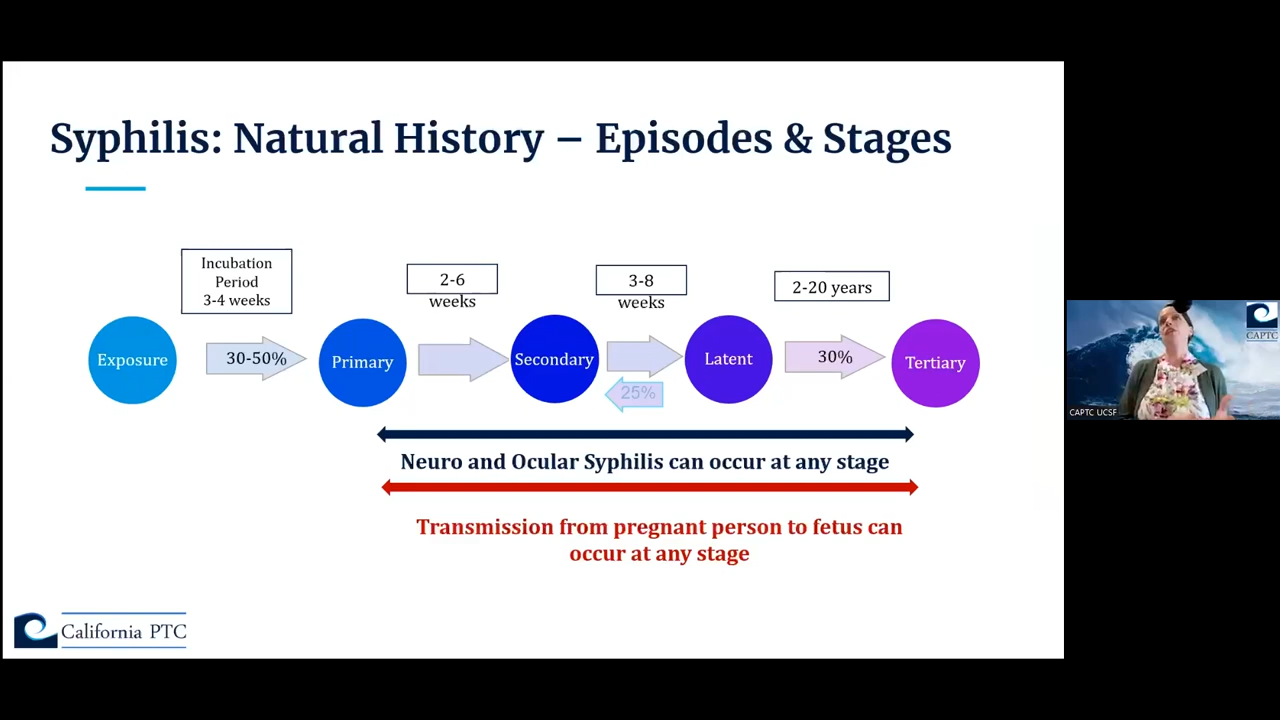 Syphilis: Natural History – Episodes & Stages
Incubation
Period
3-4 weeks
2-6
weeks
3-8
weeks
2-20 years
Exposure
30-50%
Primary
Secondary
Latent
30%
Tertiary
25%
Neuro and Ocular Syphilis can occur at any stage
Transmission from pregnant person to fetus can
occur at any stage
California PTC
CAPTC
CAPTC UCSF